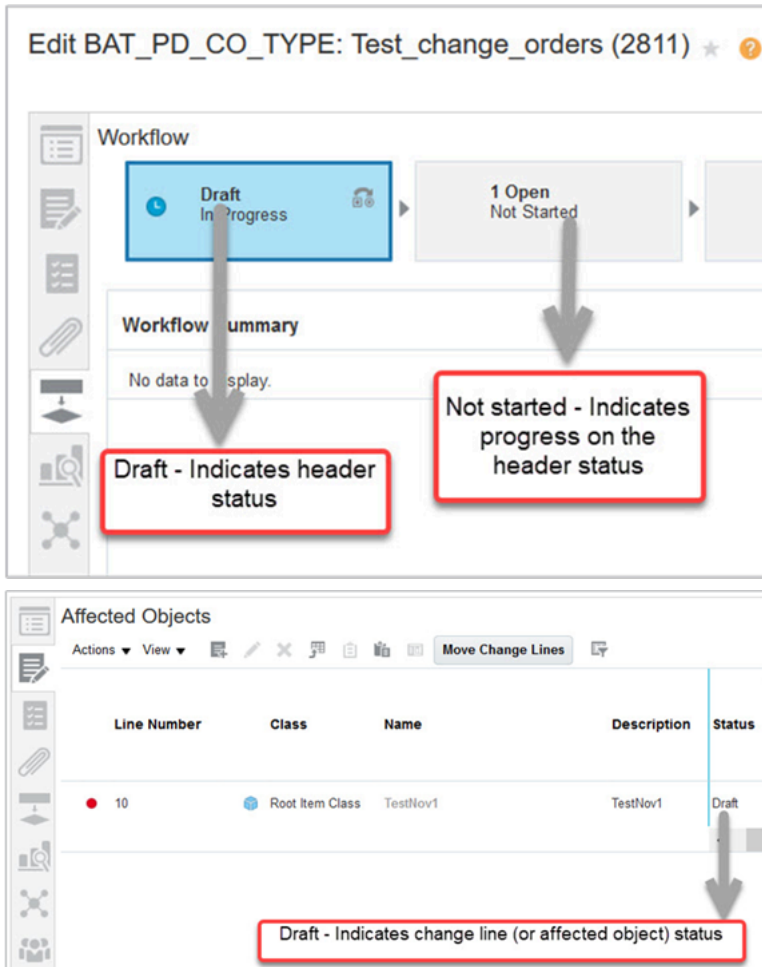 Edit BAT_PD_CO_TYPE: Test_change_orders (2811)
?
Workflow
Draft
In Progress
1 Open
Not Started
Workflow Summary
No data to display.
Draft - Indicates header
status
Not started - Indicates
progress on the
header status
Affected Objects
Actions View Move Change Lines
Line Number Class Name Description Status
10 Root Item Class TestNov1 TestNov1 Draft
Draft - Indicates change line (or affected object) status